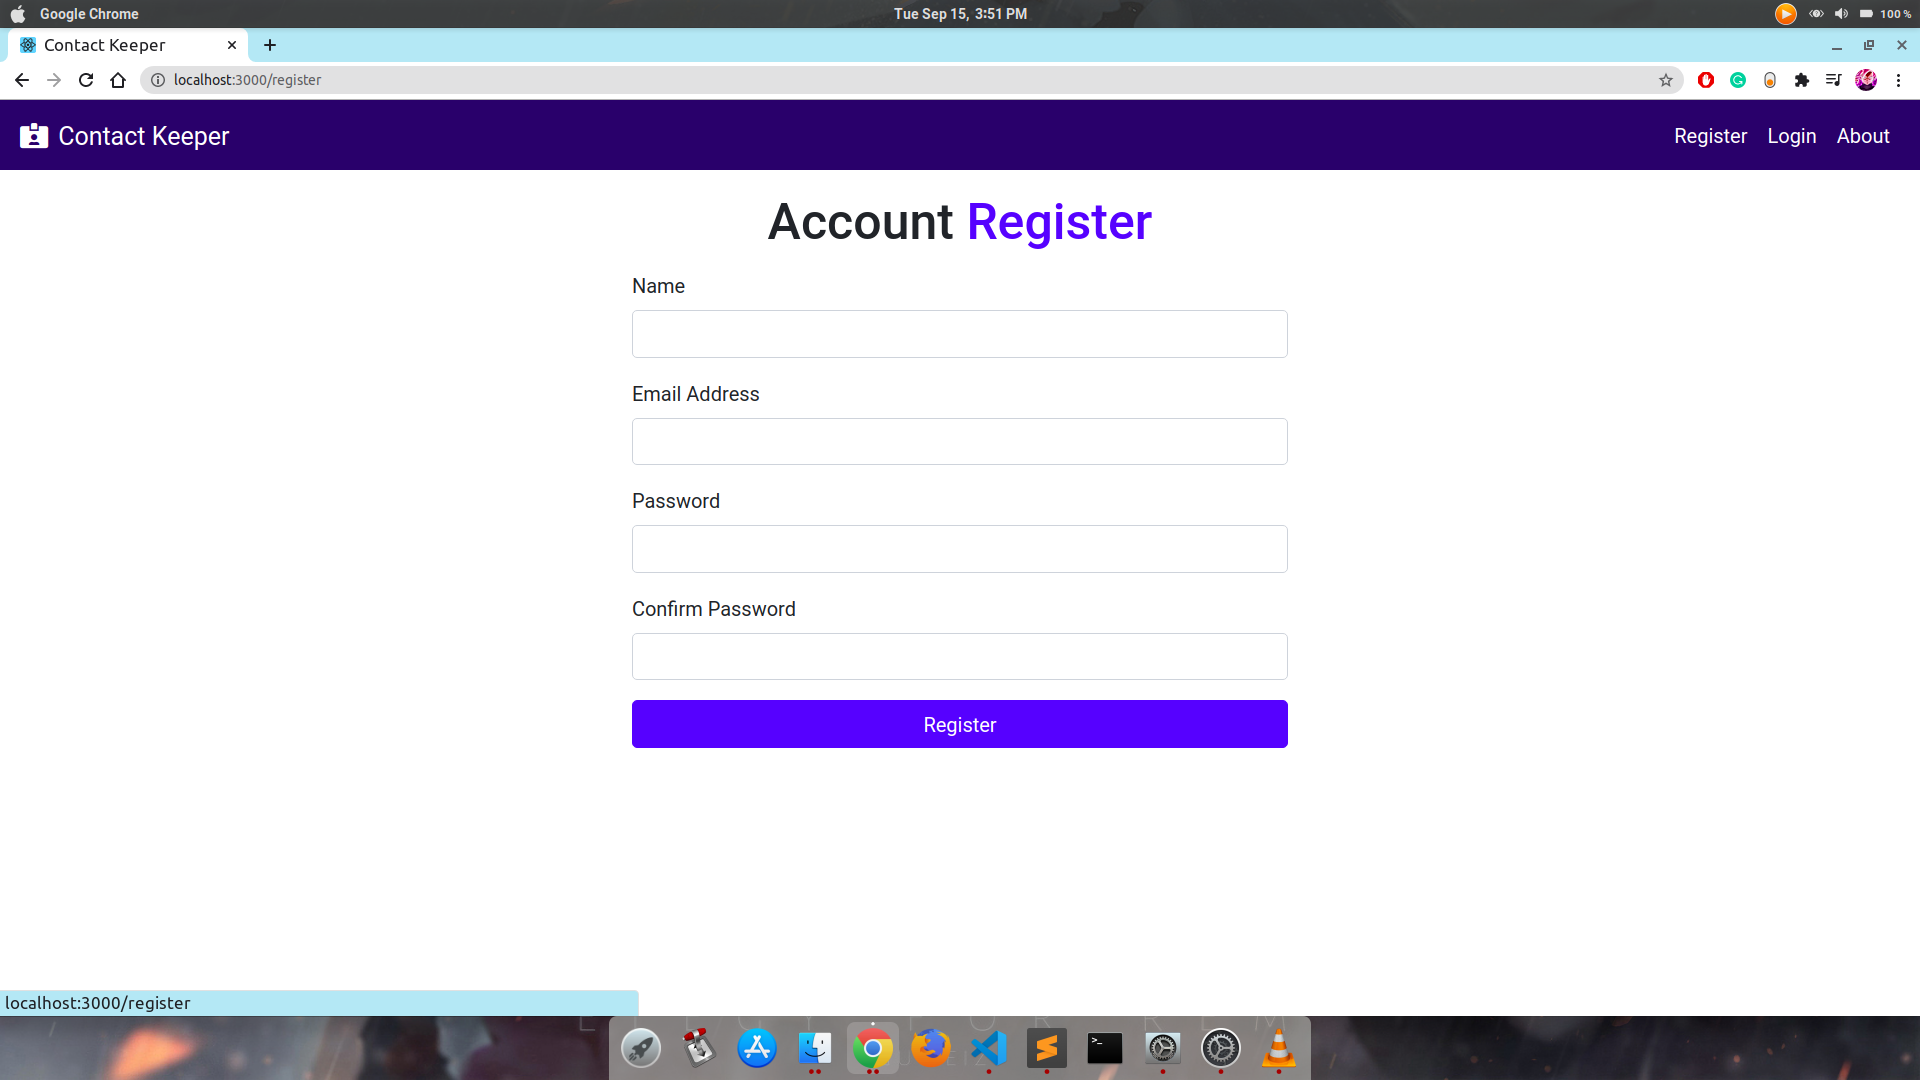 Google Chrome
Tue Sep 15, 3:51 PM
100 %
Contact Keeper
localhost:3000/register
Contact Keeper
Register Login About
Account Register
Name
Email Address
Password
Confirm Password
Register
localhost:3000/register